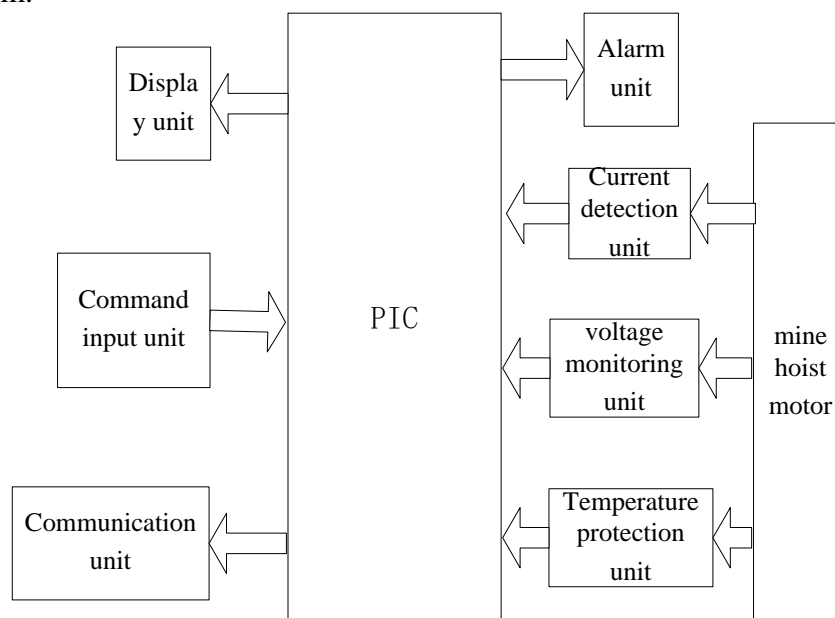 m.
Displa
y unit
Alarm
unit
Current
detection
unit
Command
input unit
PIC
voltage
monitoring
unit
mine
hoist
motor
Communication
unit
Temperature
protection
unit